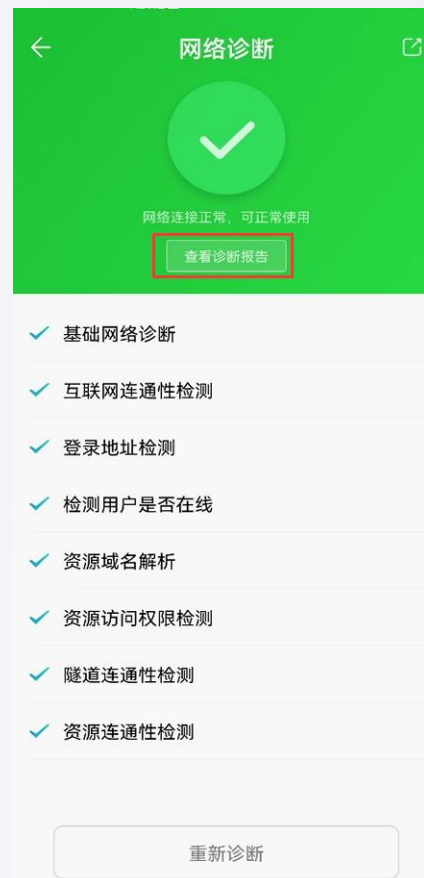 网络诊断
网络连接正常，可正常使用
查看诊断报告
基础网络诊断
互联网连通性检测
登录地址检测
检测用户是否在线
资源域名解析
资源访问权限检测
隧道连通性检测
资源连通性检测
重新诊断